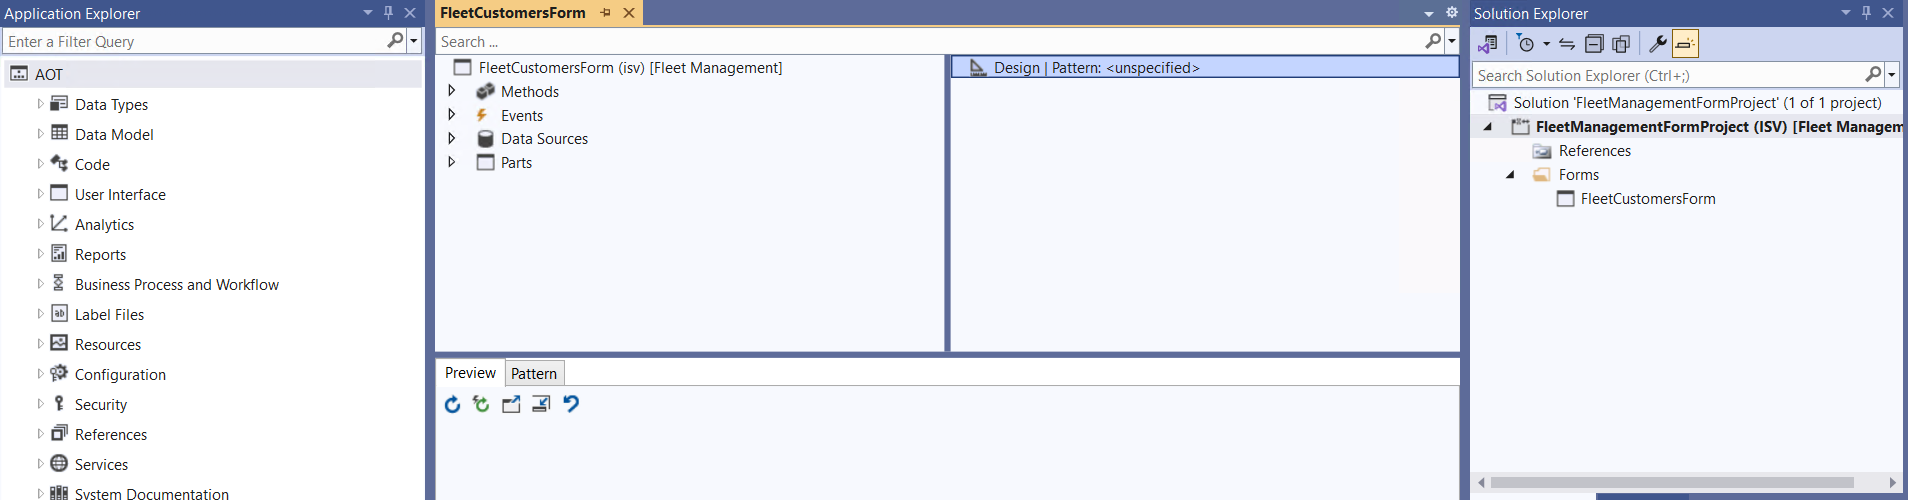 Application Explorer
Enter a Filter Query
AOT
Data Types
Data Model
Code
User Interface
Analytics
Reports
Business Process and Workflow
Label Files
Resources
Configuration
Security
References
Services
System Documentation
FleetCustomersForm
Search ...
FleetCustomersForm (isv) [Fleet Management]
Methods
Events
Data Sources
Parts
Design | Pattern: <unspecified>
Preview
Pattern
Solution Explorer
Search Solution Explorer (Ctrl+;)
Solution 'FleetManagementFormProject' (1 of 1 project)
FleetManagementFormProject (ISV) [Fleet Managem
References
Forms
FleetCustomersForm